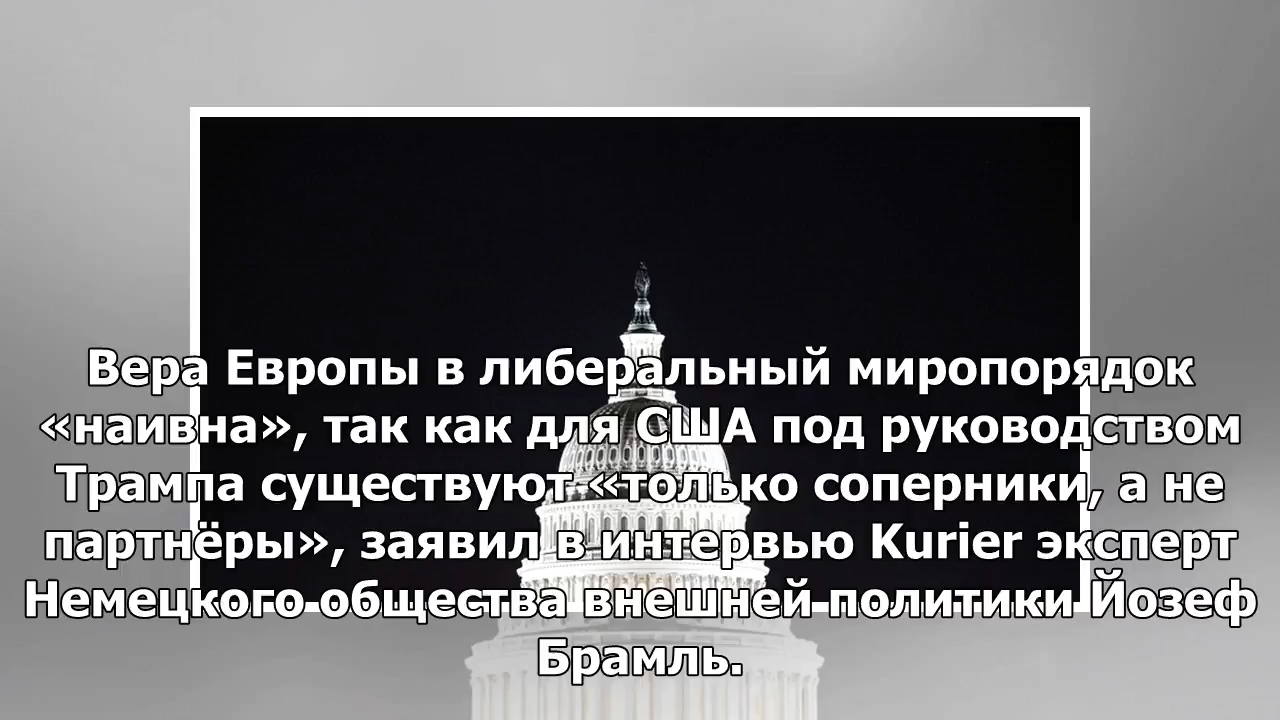 Вера Европы в либеральный миропорядок
«наивна», так как для США под руководством
Трампа существуют «только соперники, а не
партнёры», заявил в интервью Kurier эксперт
Немецкого общества внешней политики Йозеф
Брамль.